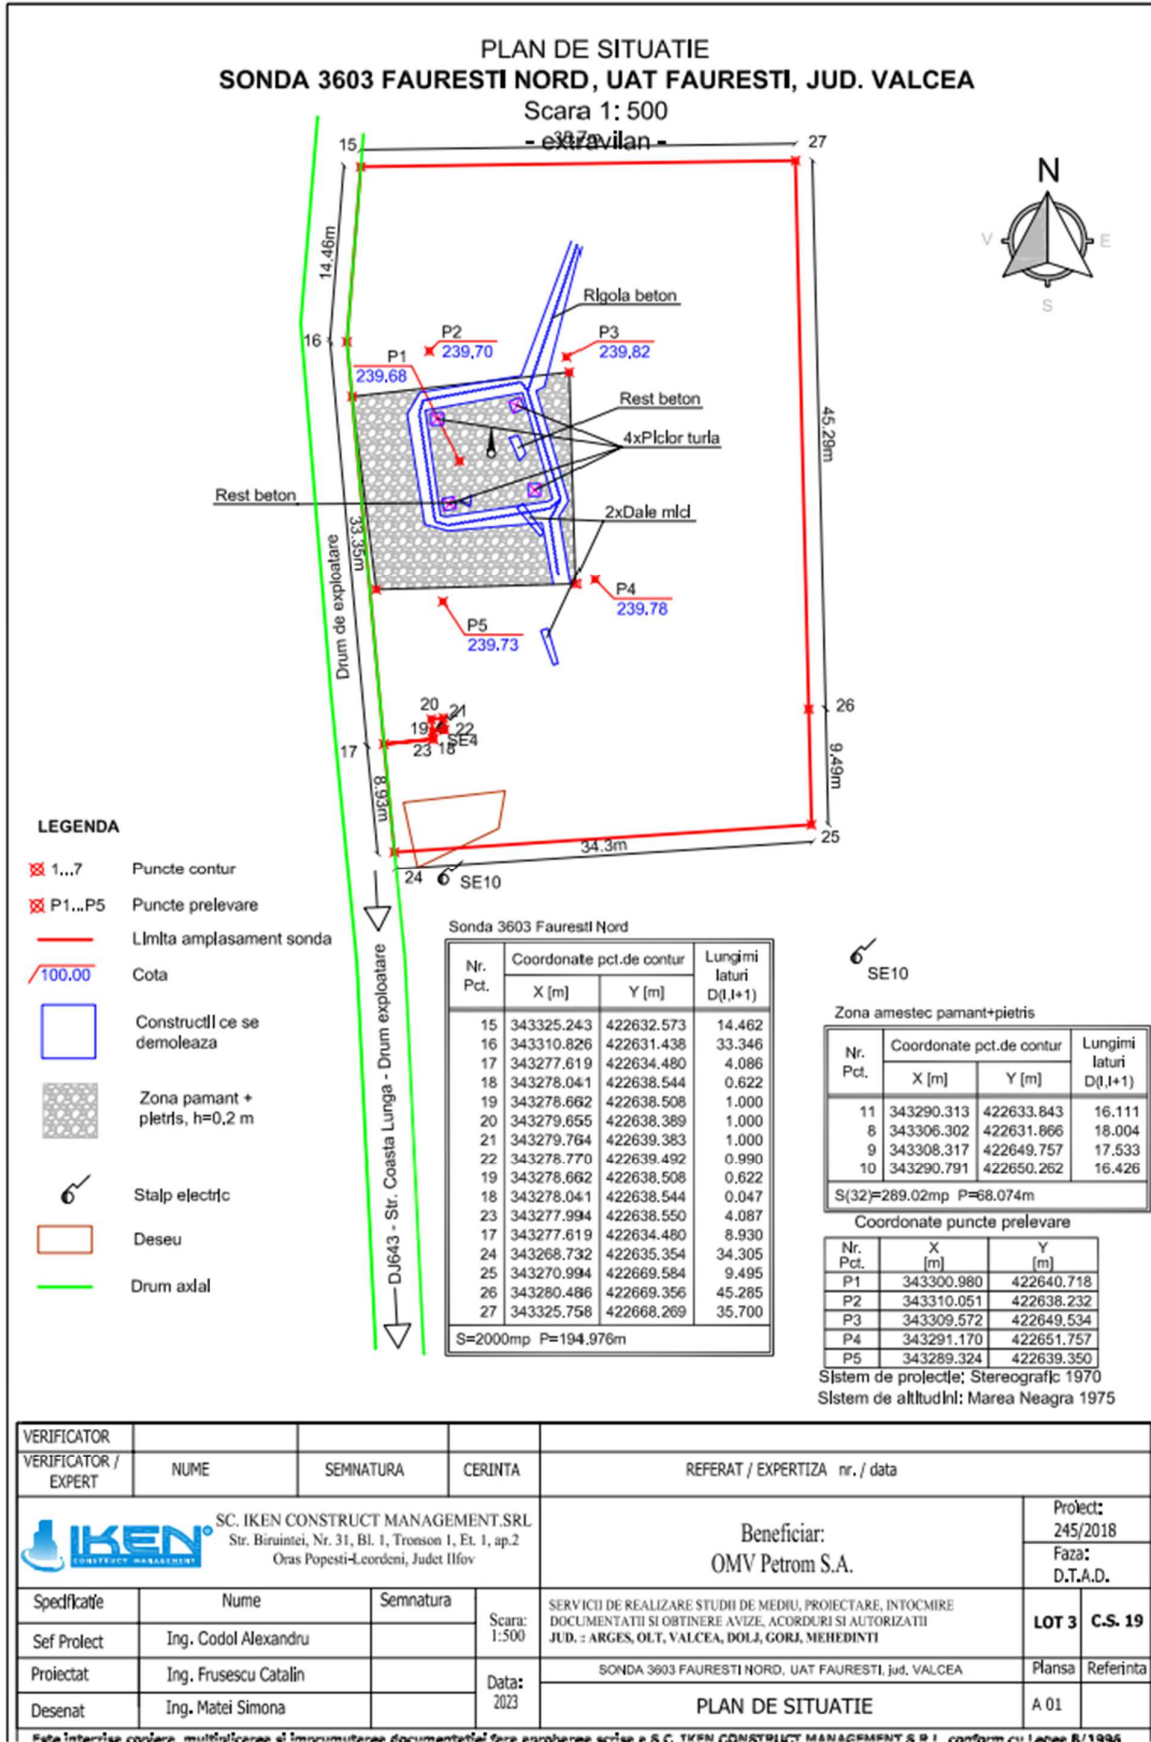 PLAN DE SITUATIE
SONDA 3603 FAURESTI NORD, UAT FAURESTI, JUD. VALCEA
Scara 1: 500
- extravilan -
15
27
N
V
E
S
14.46m
16
Rigola beton
P2
239.70
P3
239.82
P1
239.68
Rest beton
4xPicior turla
45.29m
Rest beton
2xDale mici
33.35m
Drum de exploatare
P4
239.78
P5
239.73
20
21
19
22
SE4
23
18
17
26
9.49m
8.93m
25
34.3m
24
SE10
LEGENDA
1...7 Puncte contur
P1...P5 Puncte prelevare
Limita amplasament sonda
100.00 Cota
Constructii ce se
demoleaza
Zona pamant +
pietris, h=0,2 m
Stalp electric
Deseu
Drum axial
DJ643 - Str. Coasta Lunga - Drum exploatare
Sonda 3603 Fauresti Nord
Nr. Pct. Coordonate pct.de contur Lungimi laturi D(i,i+1)
X [m] Y [m]
15 343325.243 422632.573 14.462
16 343310.826 422631.438 33.346
17 343277.619 422634.480 4.086
18 343278.041 422638.544 0.622
19 343278.662 422638.508 1.000
20 343279.655 422638.389 1.000
21 343279.764 422639.383 1.000
22 343278.770 422639.492 0.990
19 343278.662 422638.508 0.622
18 343278.041 422638.544 0.047
23 343277.994 422638.550 4.087
17 343277.619 422634.480 8.930
24 343268.732 422635.354 34.305
25 343270.994 422669.584 9.495
26 343280.486 422669.356 45.285
27 343325.758 422668.269 35.700
S=2000mp P=194.976m
SE10
Zona amestec pamant+pietris
Nr. Pct. Coordonate pct.de contur Lungimi laturi D(i,i+1)
X [m] Y [m]
11 343290.313 422633.843 16.111
8 343306.302 422631.866 18.004
9 343308.317 422649.757 17.533
10 343290.791 422650.262 16.426
S(32)=289.02mp P=68.074m
Coordonate puncte prelevare
Nr. Pct. X [m] Y [m]
P1 343300.980 422640.718
P2 343310.051 422638.232
P3 343309.572 422649.534
P4 343291.170 422651.757
P5 343289.324 422639.350
Sistem de proiectie: Stereografic 1970
Sistem de altitudini: Marea Neagra 1975
VERIFICATOR
VERIFICATOR / EXPERT NUME SEMNATURA CERINTA REFERAT / EXPERTIZA nr. / data
IKEN
CONSTRUCT MANAGEMENT
SC. IKEN CONSTRUCT MANAGEMENT.SRL
Str. Biruintei, Nr. 31, Bl. 1, Tronson 1, Et. 1, ap.2
Oras Popesti-Leordeni, Judet Ilfov
Beneficiar:
OMV Petrom S.A.
Proiect:
245/2018
Faza:
D.T.A.D.
Specificatie Nume Semnatura
Sef Proiect Ing. Codol Alexandru
Proiectat Ing. Frusescu Catalin
Desenat Ing. Matei Simona
Scara:
1:500
Data:
2023
SERVICII DE REALIZARE STUDII DE MEDIU, PROIECTARE, INTOCMIRE
DOCUMENTATII SI OBTINERE AVIZE, ACORDURI SI AUTORIZATII
JUD. : ARGES, OLT, VALCEA, DOLJ, GORJ, MEHEDINTI
LOT 3 C.S. 19
SONDA 3603 FAURESTI NORD, UAT FAURESTI, jud. VALCEA
Plansa Referinta
PLAN DE SITUATIE
A 01
Este interzisa copierea, multiplicarea si imprumutarea documentatiei fara aprobarea scrisa a S.C. IKEN CONSTRUCT MANAGEMENT S.R.L. conform cu Legea 8/1996